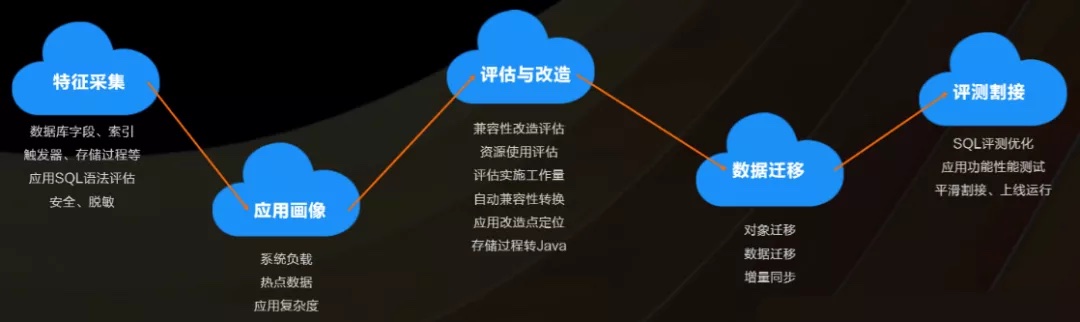 特征采集
数据库字段、索引
触发器、存储过程等
应用SQL语法评估
安全、脱敏
应用画像
系统负载
热点数据
应用复杂度
评估与改造
兼容性改造评估
资源使用评估
评估实施工作量
自动兼容性转换
应用改造点定位
存储过程转Java
数据迁移
对象迁移
数据迁移
增量同步
评测割接
SQL评测优化
应用功能性能测试
平滑割接、上线运行